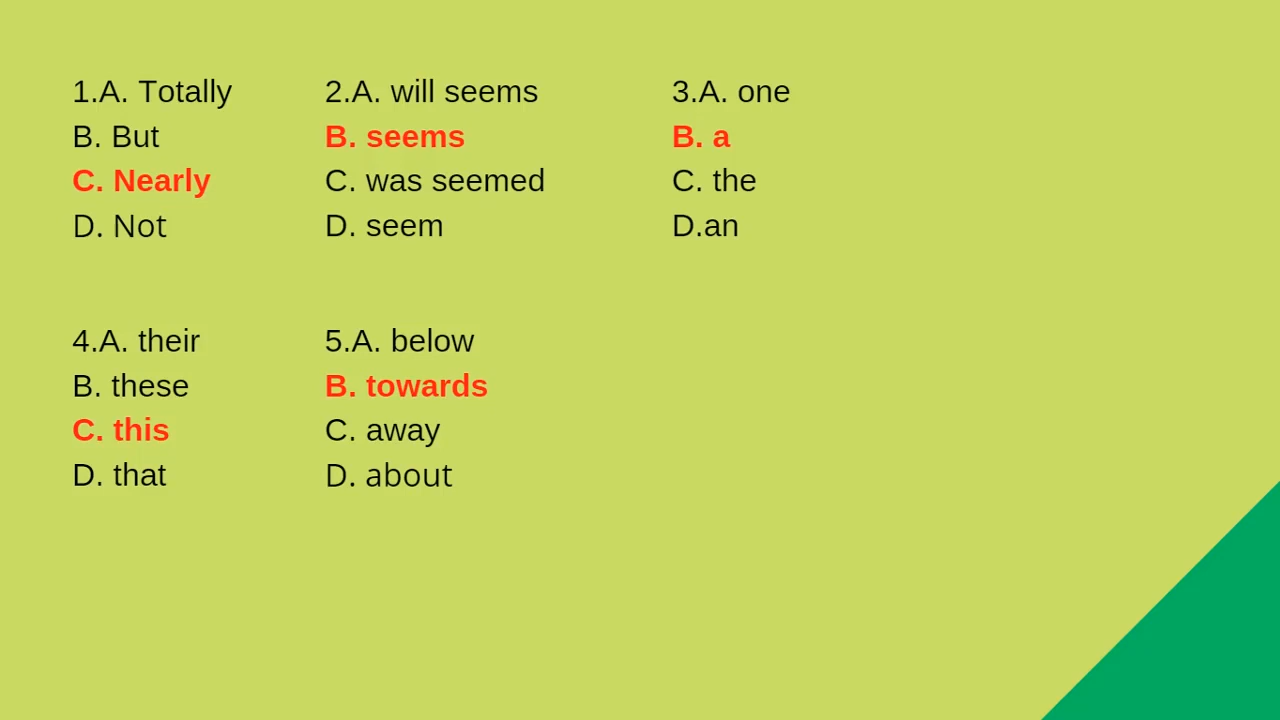 1.A. Totally
B. But
C. Nearly
D. Not
2.A. will seems
B. seems
C. was seemed
D. seem
3.A. one
B. a
C. the
D.an
4.A. their
B. these
C. this
D. that
5.A. below
B. towards
C. away
D. about